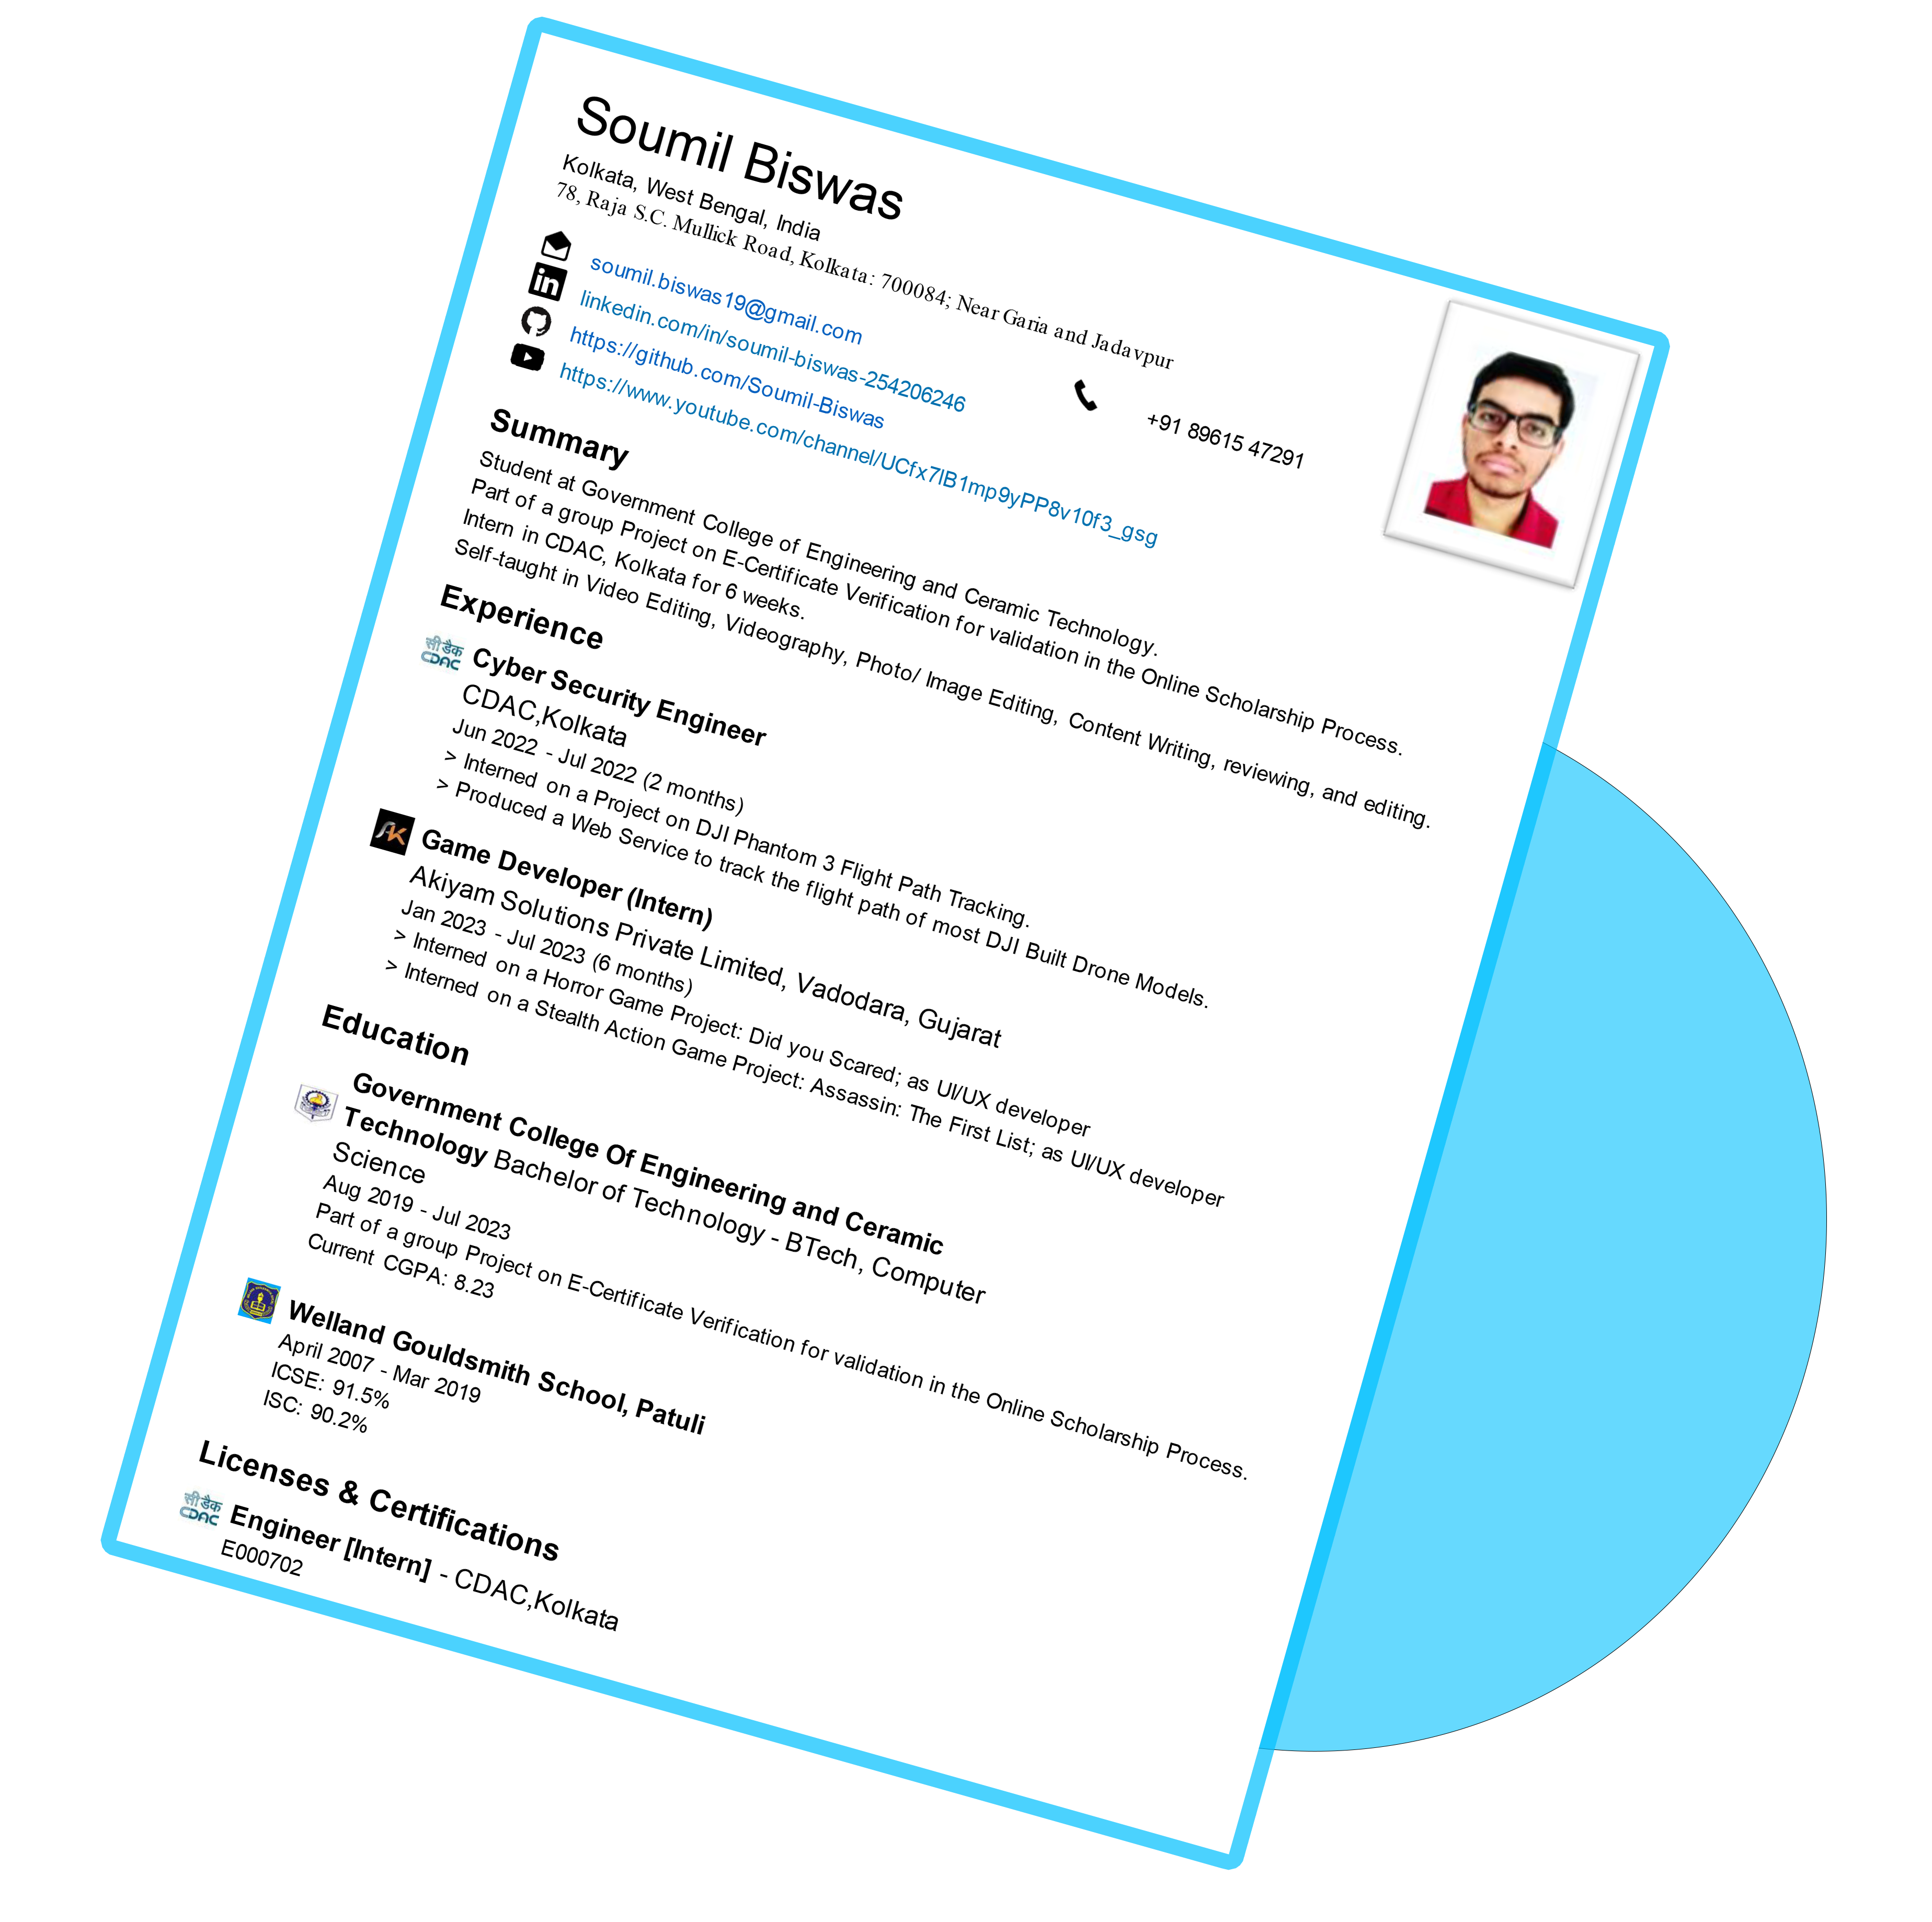 Soumil Biswas
Kolkata, West Bengal, India
78, Raja S.C. Mullick Road, Kolkata: 700084; Near Garia and Jadavpur
soumil.biswas19@gmail.com
in
linkedin.com/in/soumil-biswas-254206246
+91 89615 47291
https://github.com/Soumil-Biswas
https://www.youtube.com/channel/UCfx7lB1mp9yPP8v10f3_gsg
Summary
Student at Government College of Engineering and Ceramic Technology.
Part of a group Project on E-Certificate Verification for validation in the Online Scholarship Process.
Intern in CDAC, Kolkata for 6 weeks.
Self-taught in Video Editing, Videography, Photo/ Image Editing, Content Writing, reviewing, and editing.
Experience
सी डैक
CDAC
Cyber Security Engineer
CDAC,Kolkata
Jun 2022 - Jul 2022 (2 months)
> Interned on a Project on DJI Phantom 3 Flight Path Tracking.
> Produced a Web Service to track the flight path of most DJI Built Drone Models.
AK
Game Developer (Intern)
Akiyam Solutions Private Limited, Vadodara, Gujarat
Jan 2023 - Jul 2023 (6 months)
> Interned on a Horror Game Project: Did you Scared; as UI/UX developer
> Interned on a Stealth Action Game Project: Assassin: The First List; as UI/UX developer
Education
Government College Of Engineering and Ceramic
Technology Bachelor of Technology - BTech, Computer
Science
Aug 2019 - Jul 2023
Part of a group Project on E-Certificate Verification for validation in the Online Scholarship Process.
Current CGPA: 8.23
Welland Gouldsmith School, Patuli
April 2007 - Mar 2019
ICSE: 91.5%
ISC: 90.2%
Licenses & Certifications
सी डैक
CDAC
Engineer [Intern] - CDAC,Kolkata
E000702